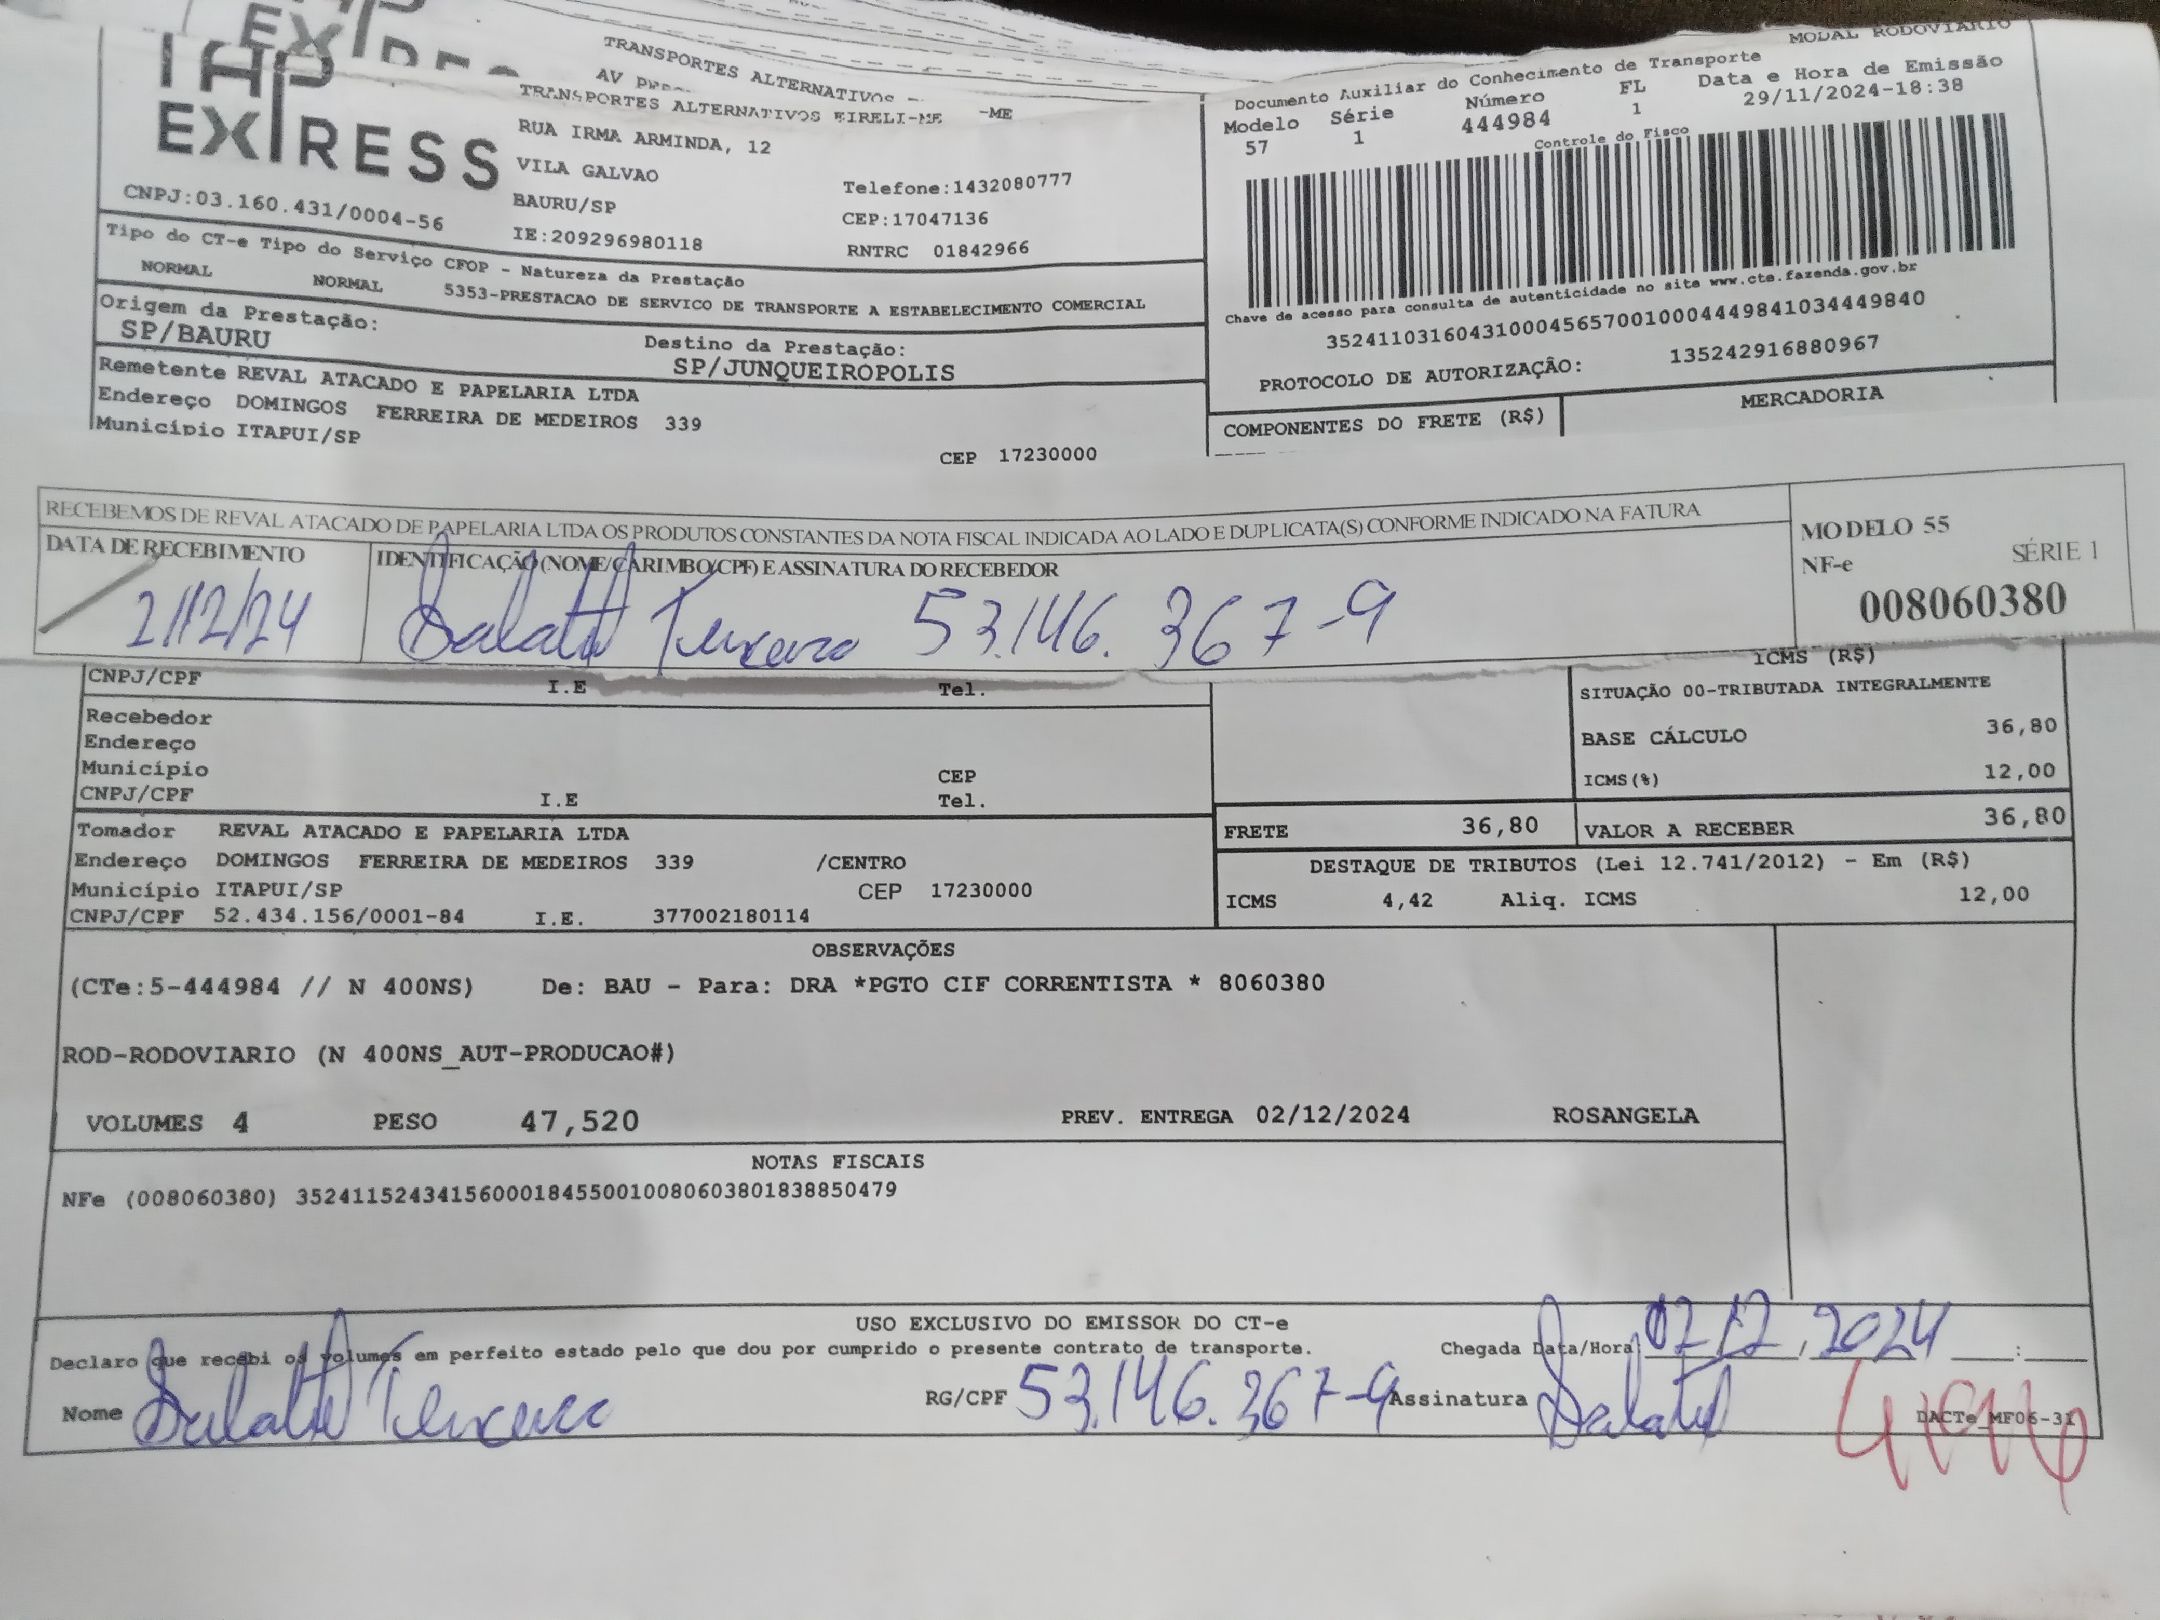 TRANSPORTES ALTERNATIVOS
AV
-ME
TRANSPORTES ALTERNATIVOS EIRELI-ME
EXPRESS
RUA IRMA ARMINDA, 12
VILA GALVAO
Telefone:1432080777
BAURU/SP
CEP:17047136
CNPJ:03.160.431/0004-56
IE:209296980118
RNTRC 01842966
MODAL RODOVIARIO
Documento Auxiliar do Conhecimento de Transporte
Modelo Série Número FL Data e Hora de Emissão
57 1 444984 1 29/11/2024-18:38
Controle do Fisco
Chave de acesso para consulta de autenticidade no site www.cte.fazenda.gov.br
35241103160431000456570010004449841034449840
PROTOCOLO DE AUTORIZAÇÃO: 135242916880967
COMPONENTES DO FRETE (R$) MERCADORIA
Tipo do CT-e Tipo do Serviço CFOP - Natureza da Prestação
NORMAL NORMAL 5353-PRESTACAO DE SERVICO DE TRANSPORTE A ESTABELECIMENTO COMERCIAL
Origem da Prestação: Destino da Prestação:
SP/BAURU SP/JUNQUEIROPOLIS
Remetente REVAL ATACADO E PAPELARIA LTDA
Endereço DOMINGOS FERREIRA DE MEDEIROS 339
Município ITAPUI/SP CEP 17230000
RECEBEMOS DE REVAL ATACADO DE PAPELARIA LTDA OS PRODUTOS CONSTANTES DA NOTA FISCAL INDICADA AO LADO E DUPLICATA(S) CONFORME INDICADO NA FATURA
DATA DE RECEBIMENTO IDENTIFICAÇÃO (NOME/CARIMBO/CPF) E ASSINATURA DO RECEBEDOR
2/12/24 53.146.367-9
MODELO 55
NF-e SÉRIE 1
008060380
CNPJ/CPF I.E Tel.
Recebedor
Endereço
Município CEP
CNPJ/CPF I.E Tel.
ICMS (R$)
SITUAÇÃO 00-TRIBUTADA INTEGRALMENTE
BASE CÁLCULO 36,80
ICMS(%) 12,00
FRETE 36,80 VALOR A RECEBER 36,80
DESTAQUE DE TRIBUTOS (Lei 12.741/2012) - Em (R$)
ICMS 4,42 Aliq. ICMS 12,00
Tomador REVAL ATACADO E PAPELARIA LTDA
Endereço DOMINGOS FERREIRA DE MEDEIROS 339 /CENTRO
Município ITAPUI/SP CEP 17230000
CNPJ/CPF 52.434.156/0001-84 I.E. 377002180114
OBSERVAÇÕES
(CTe:5-444984 // N 400NS) De: BAU - Para: DRA *PGTO CIF CORRENTISTA * 8060380
ROD-RODOVIARIO (N 400NS_AUT-PRODUCAO#)
VOLUMES 4 PESO 47,520 PREV. ENTREGA 02/12/2024 ROSANGELA
NOTAS FISCAIS
NFe (008060380) 35241152434156000184550010080603801838850479
USO EXCLUSIVO DO EMISSOR DO CT-e
Declaro que recebi os volumes em perfeito estado pelo que dou por cumprido o presente contrato de transporte. Chegada Data/Hora: 02/12/2024 ___:___
Nome RG/CPF 53.146.367-9 Assinatura
DACTe_MF06-31